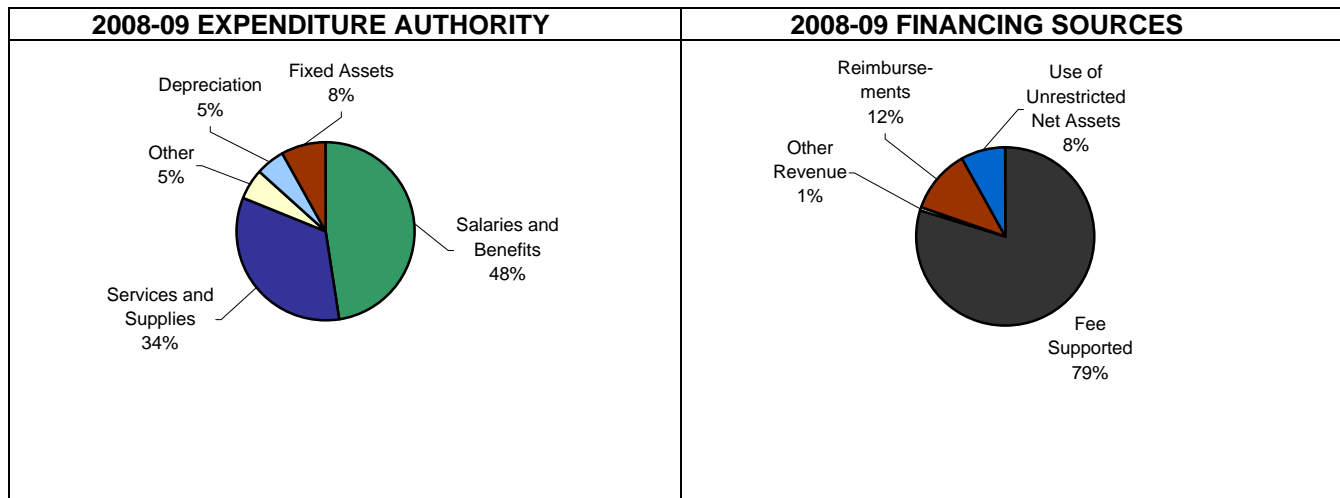 2008-09 EXPENDITURE AUTHORITY
Depreciation
5%
Fixed Assets
8%
Other
5%
Salaries and
Benefits
48%
Services and
Supplies
34%
2008-09 FINANCING SOURCES
Reimburse-
ments
12%
Use of
Unrestricted
Net Assets
8%
Other
Revenue
1%
Fee
Supported
79%